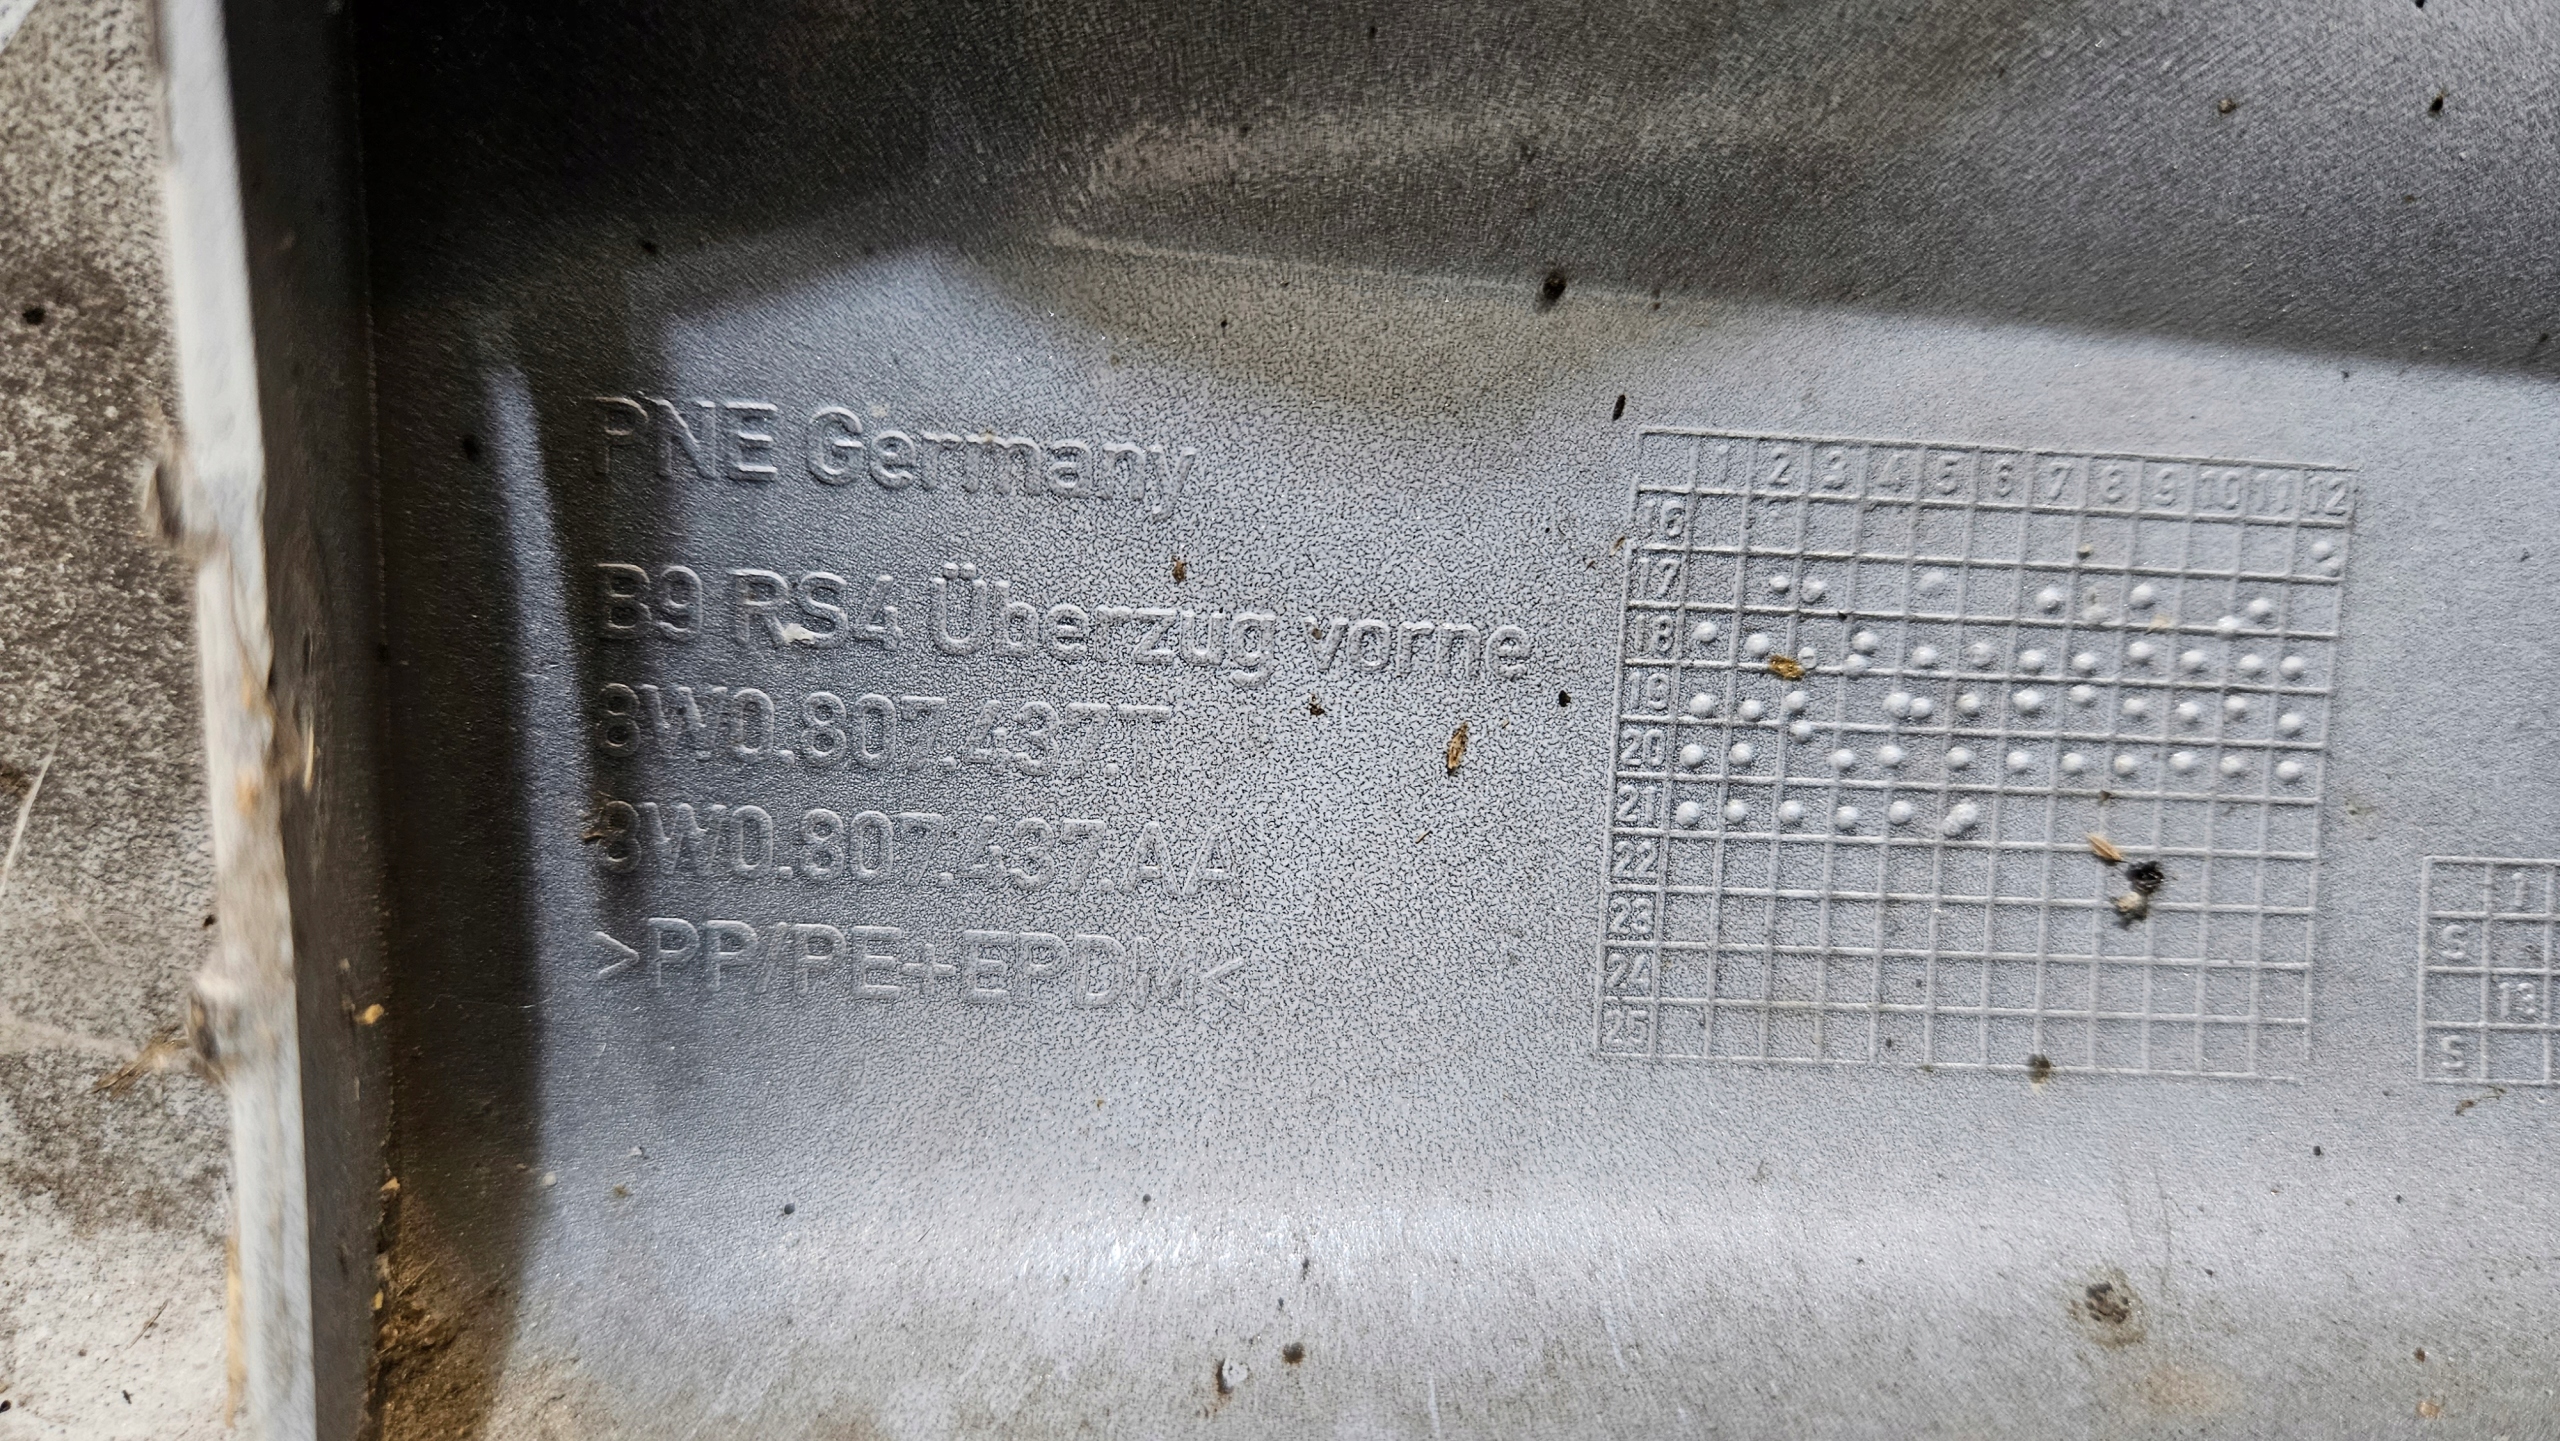 PNE Germany
B9 RS4 Überzug vorne
8W0.807.437.T
8W0.807.437.AA
>PP/PE+EPDM<
1 2 3 4 5 6 7 8 9 10 11 12
16
17
18
19
20
21
22
23
24
25
1
S
13
S